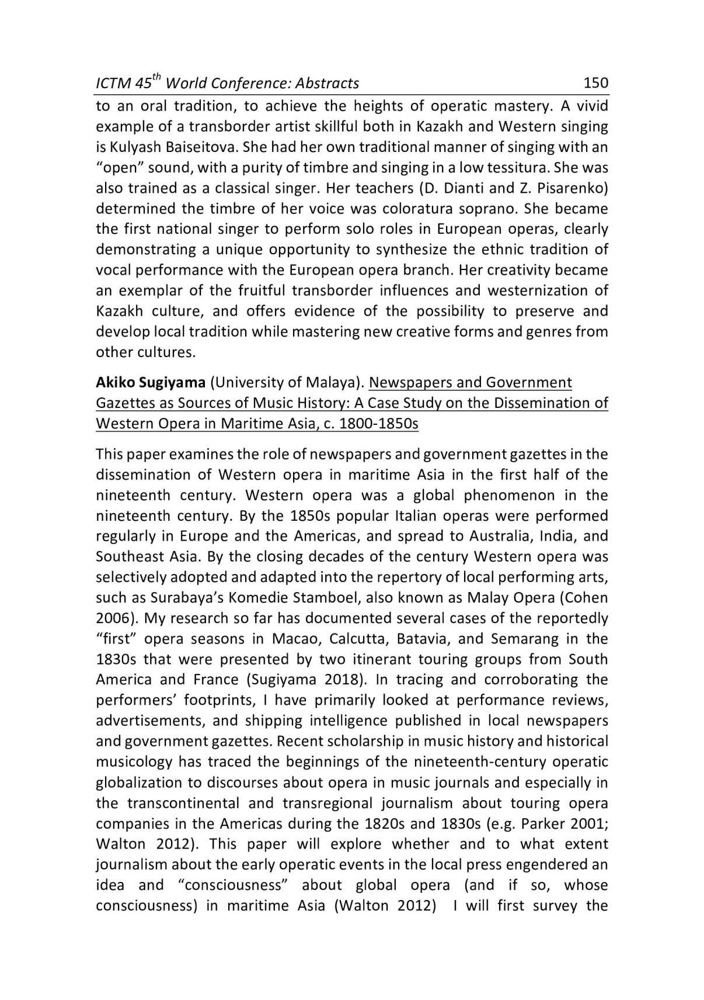 ICTM 45th World Conference: Abstracts 150
to an oral tradition, to achieve the heights of operatic mastery. A vivid
example of a transborder artist skillful both in Kazakh and Western singing
is Kulyash Baiseitova. She had her own traditional manner of singing with an
“open” sound, with a purity of timbre and singing in a low tessitura. She was
also trained as a classical singer. Her teachers (D. Dianti and Z. Pisarenko)
determined the timbre of her voice was coloratura soprano. She became
the first national singer to perform solo roles in European operas, clearly
demonstrating a unique opportunity to synthesize the ethnic tradition of
vocal performance with the European opera branch. Her creativity became
an exemplar of the fruitful transborder influences and westernization of
Kazakh culture, and offers evidence of the possibility to preserve and
develop local tradition while mastering new creative forms and genres from
other cultures.
Akiko Sugiyama (University of Malaya). Newspapers and Government
Gazettes as Sources of Music History: A Case Study on the Dissemination of
Western Opera in Maritime Asia, c. 1800-1850s
This paper examines the role of newspapers and government gazettes in the
dissemination of Western opera in maritime Asia in the first half of the
nineteenth century. Western opera was a global phenomenon in the
nineteenth century. By the 1850s popular Italian operas were performed
regularly in Europe and the Americas, and spread to Australia, India, and
Southeast Asia. By the closing decades of the century Western opera was
selectively adopted and adapted into the repertory of local performing arts,
such as Surabaya’s Komedie Stamboel, also known as Malay Opera (Cohen
2006). My research so far has documented several cases of the reportedly
“first” opera seasons in Macao, Calcutta, Batavia, and Semarang in the
1830s that were presented by two itinerant touring groups from South
America and France (Sugiyama 2018). In tracing and corroborating the
performers’ footprints, I have primarily looked at performance reviews,
advertisements, and shipping intelligence published in local newspapers
and government gazettes. Recent scholarship in music history and historical
musicology has traced the beginnings of the nineteenth-century operatic
globalization to discourses about opera in music journals and especially in
the transcontinental and transregional journalism about touring opera
companies in the Americas during the 1820s and 1830s (e.g. Parker 2001;
Walton 2012). This paper will explore whether and to what extent
journalism about the early operatic events in the local press engendered an
idea and “consciousness” about global opera (and if so, whose
consciousness) in maritime Asia (Walton 2012)  I will first survey the